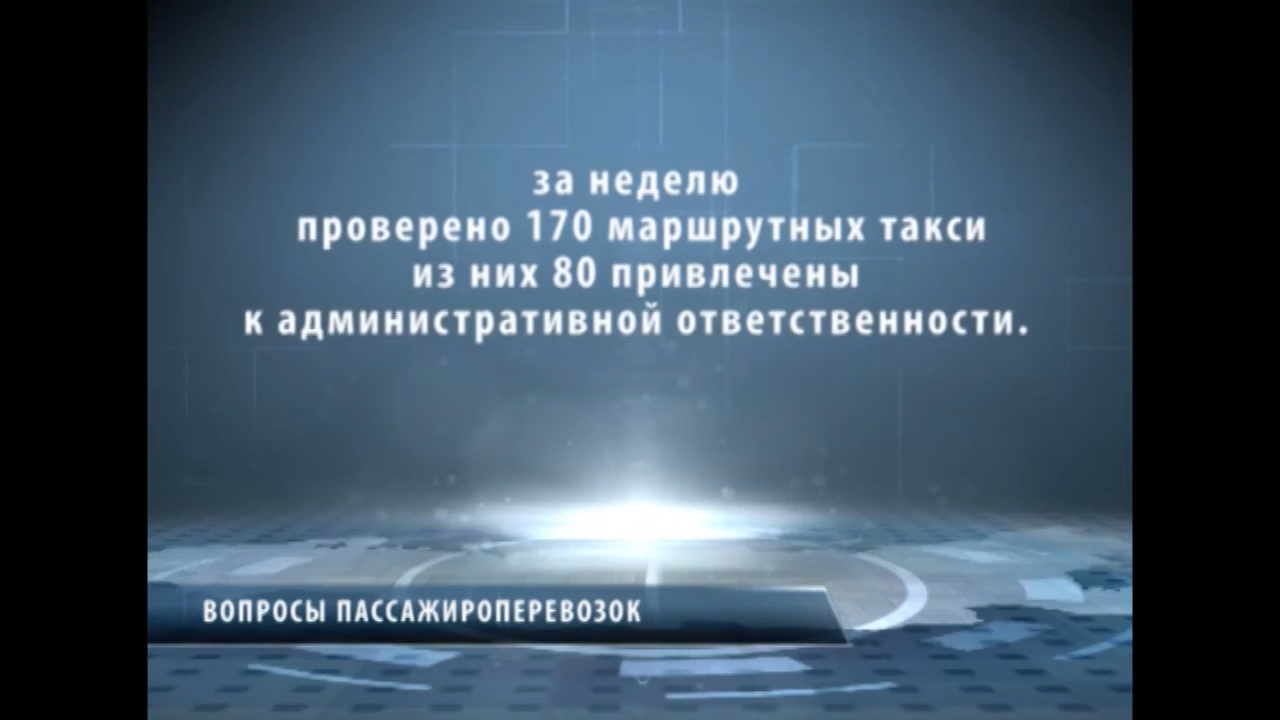 за неделю
проверено 170 маршрутных такси
из них 80 привлечены
к административной ответственности.
ВОПРОСЫ ПАССАЖИРОПЕРЕВОЗОК